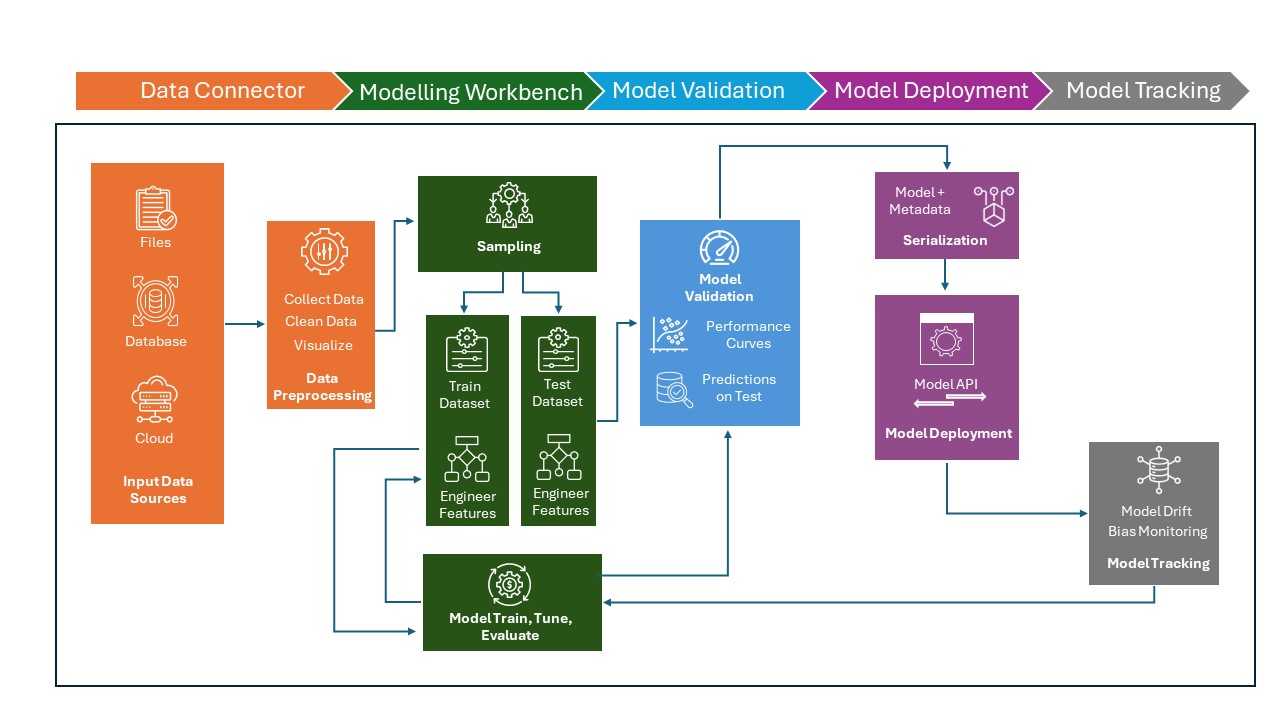 Data Connector
Modelling Workbench
Model Validation
Model Deployment
Model Tracking
Files
Database
Cloud
Input Data
Sources
Collect Data
Clean Data
Visualize
Data
Preprocessing
Sampling
Train
Dataset
Engineer
Features
Test
Dataset
Engineer
Features
$
Model Train, Tune,
Evaluate
Model
Validation
Performance
Curves
Predictions
on Test
Model +
Metadata
Serialization
Model API
Model Deployment
Model Drift
Bias Monitoring
Model Tracking